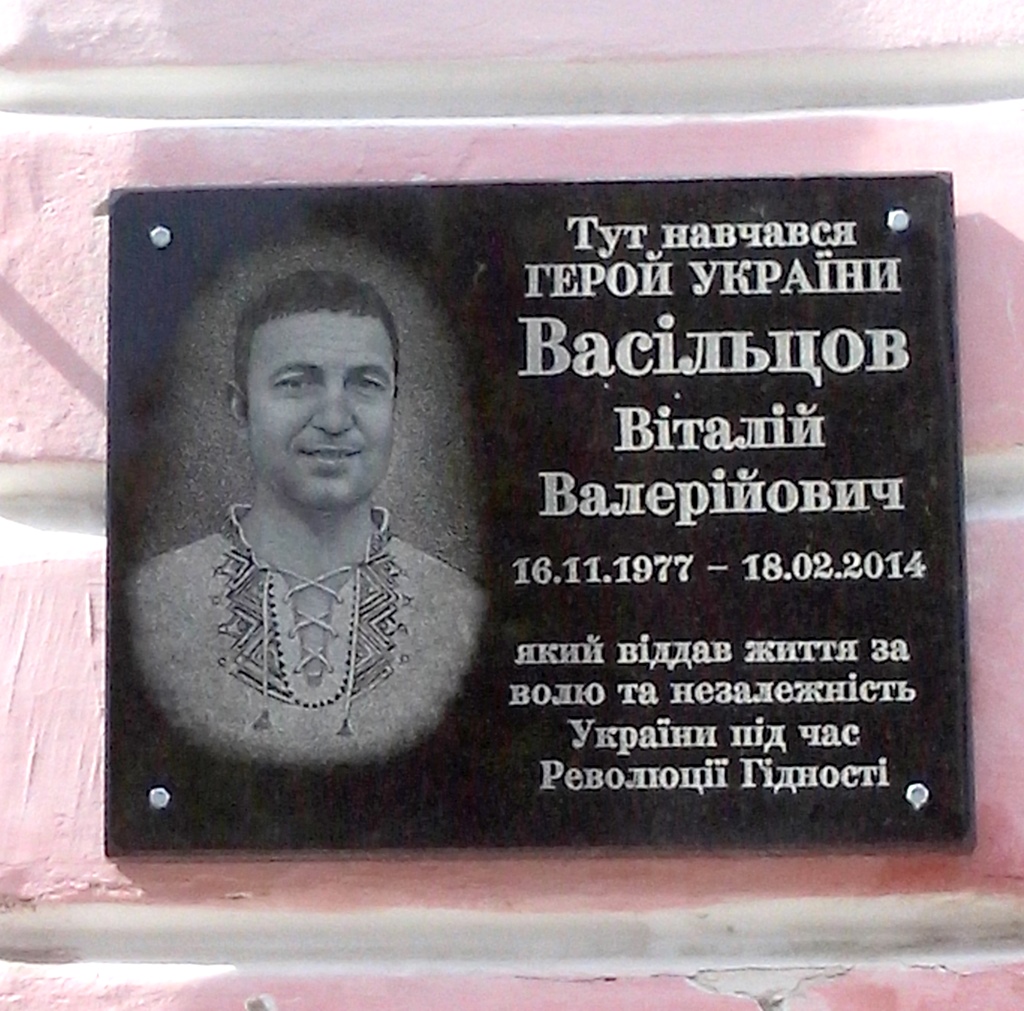 Тут навчався
ГЕРОЙ УКРАЇНИ
Васільцов
Віталій
Валерійович
16.11.1977 – 18.02.2014
який віддав життя за
волю та незалежність
України під час
Революції Гідності